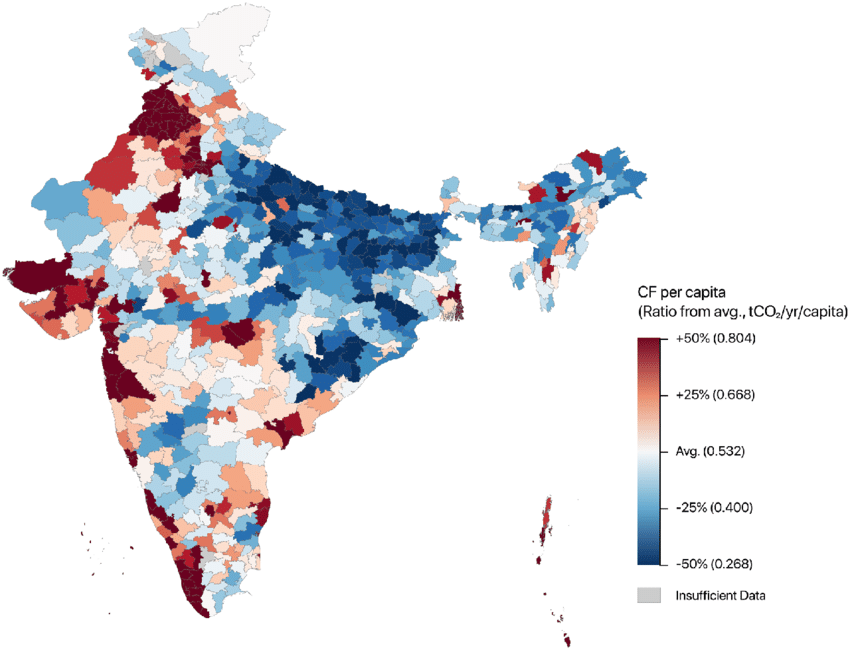 CF per capita
(Ratio from avg., tCO₂/yr/capita)
+50% (0.804)
+25% (0.668)
Avg. (0.532)
-25% (0.400)
-50% (0.268)
Insufficient Data